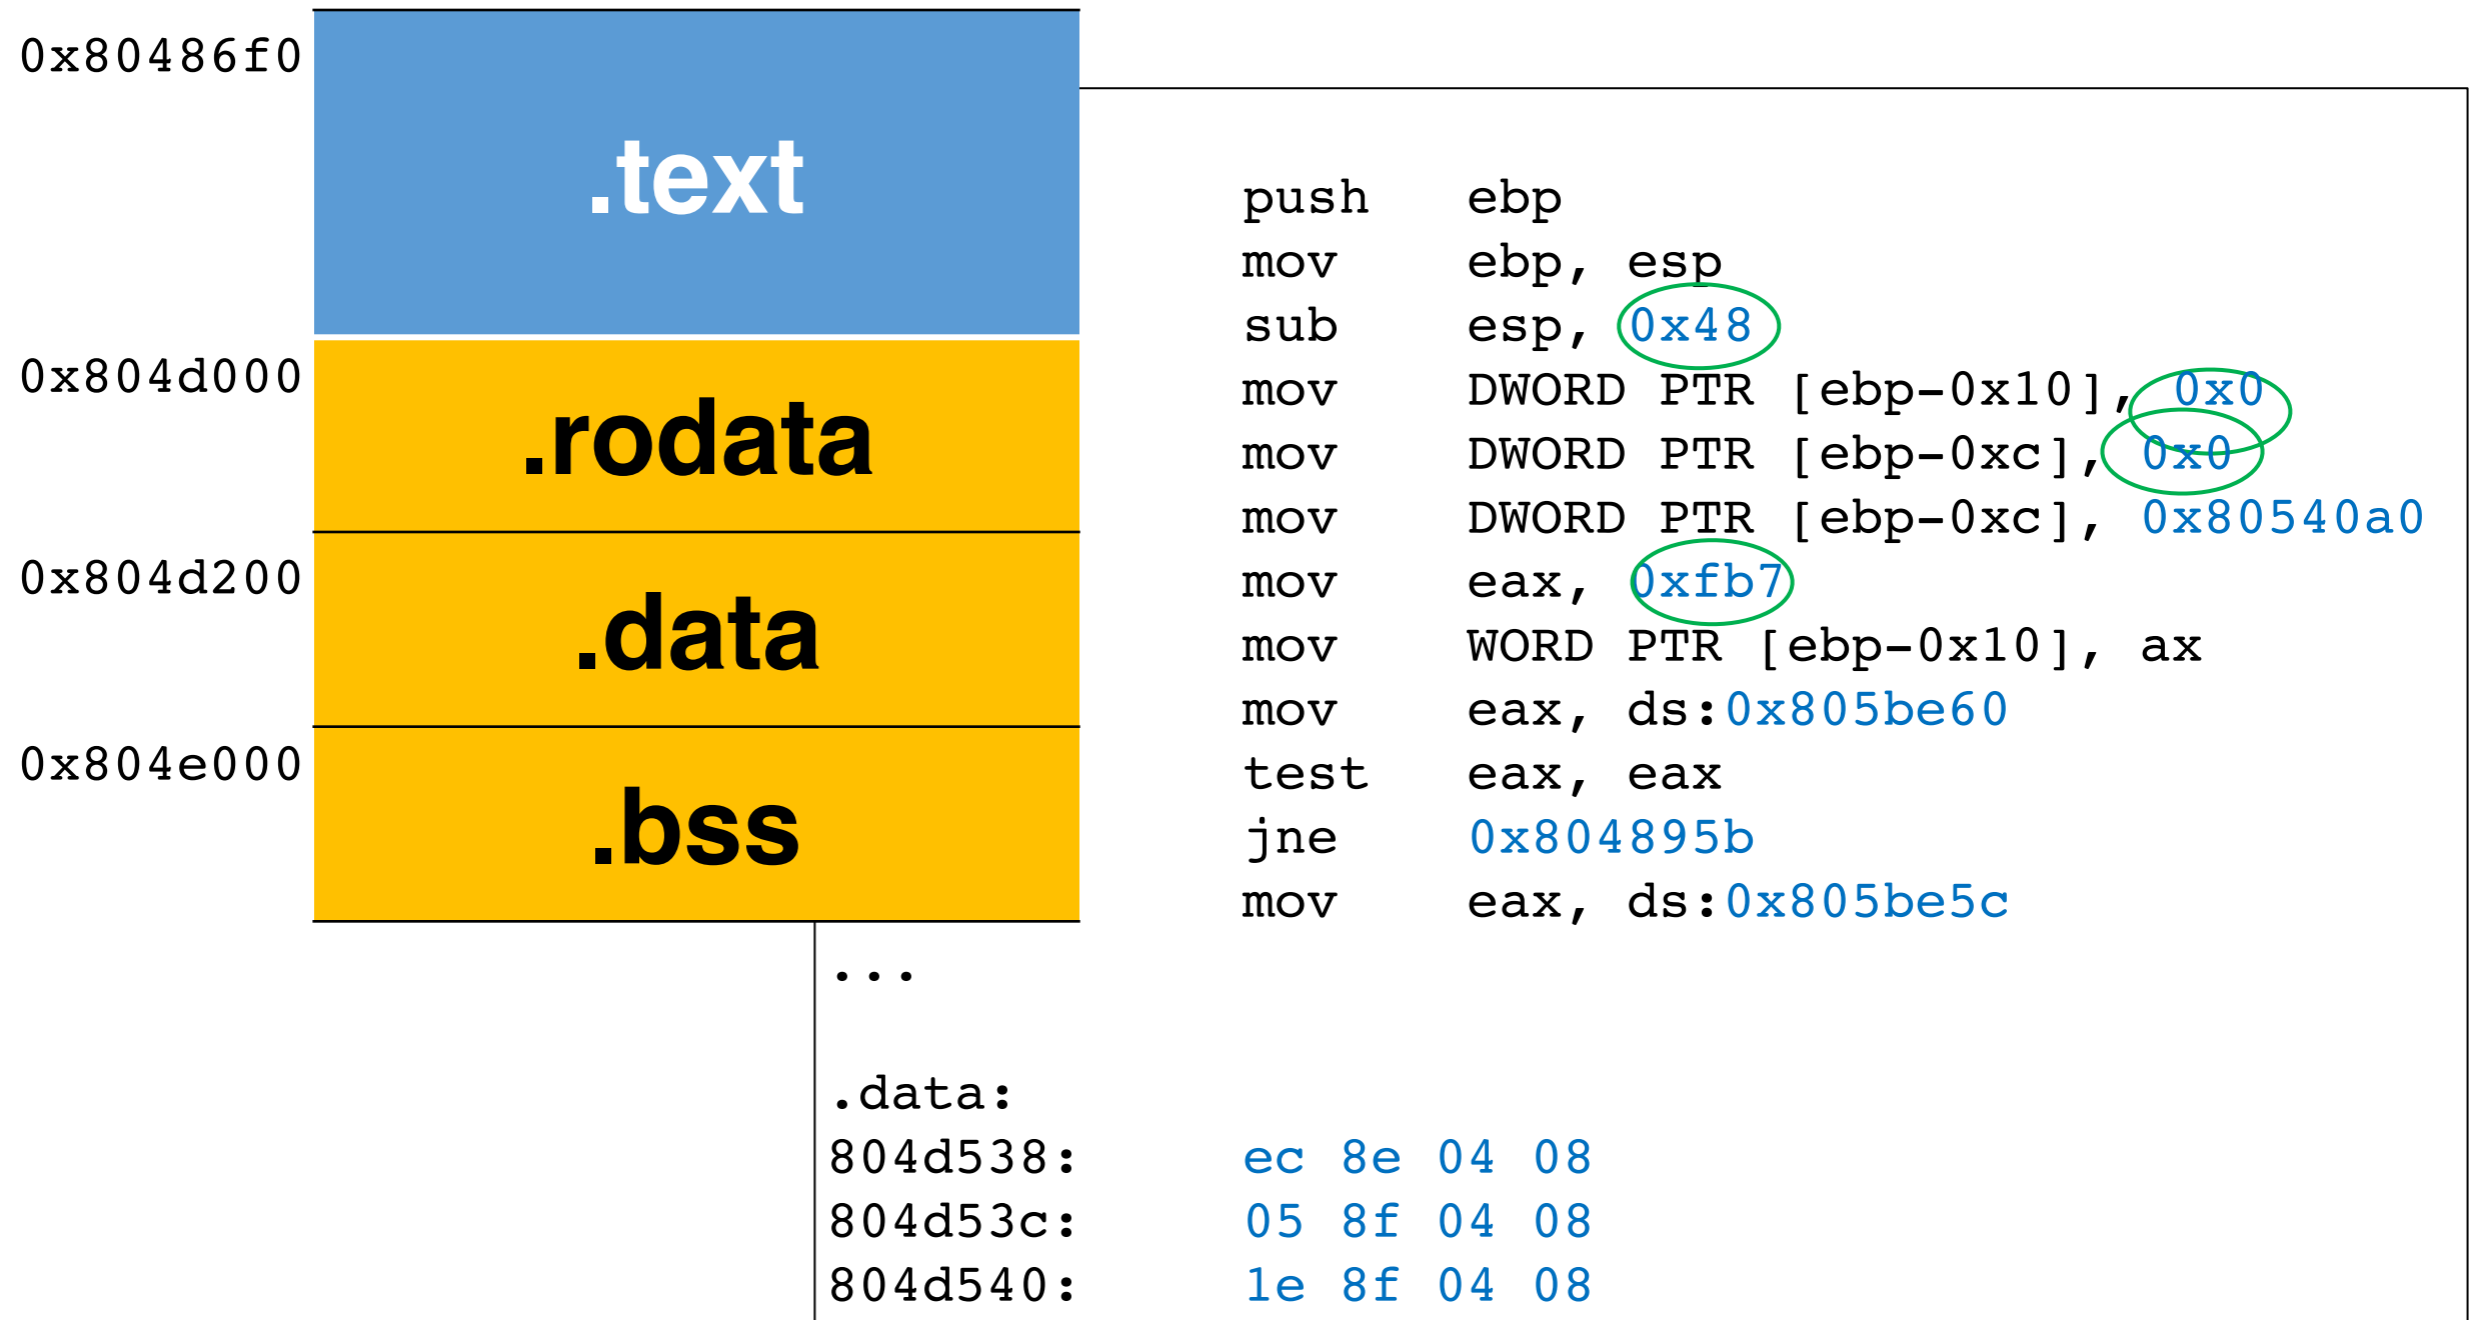 0x80486f0
.text
0x804d000
.rodata
0x804d200
.data
0x804e000
.bss
push ebp
mov ebp, esp
sub esp, 0x48
mov DWORD PTR [ebp-0x10], 0x0
mov DWORD PTR [ebp-0xc], 0x0
mov DWORD PTR [ebp-0xc], 0x80540a0
mov eax, 0xfb7
mov WORD PTR [ebp-0x10], ax
mov eax, ds:0x805be60
test eax, eax
jne 0x804895b
mov eax, ds:0x805be5c
...
.data:
804d538: ec 8e 04 08
804d53c: 05 8f 04 08
804d540: 1e 8f 04 08